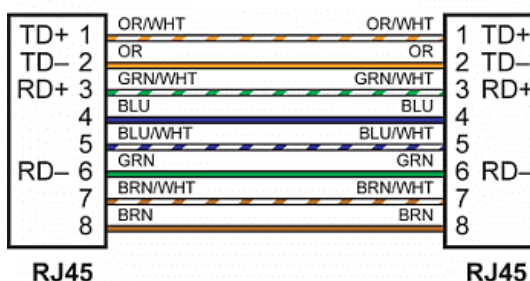 OR/WHT OR/WHT
TD+ 1 1 TD+
OR OR
TD– 2 2 TD–
GRN/WHT GRN/WHT
RD+ 3 3 RD+
BLU BLU
4 4
BLU/WHT BLU/WHT
5 5
GRN GRN
RD– 6 6 RD–
BRN/WHT BRN/WHT
7 7
BRN BRN
8 8
RJ45 RJ45